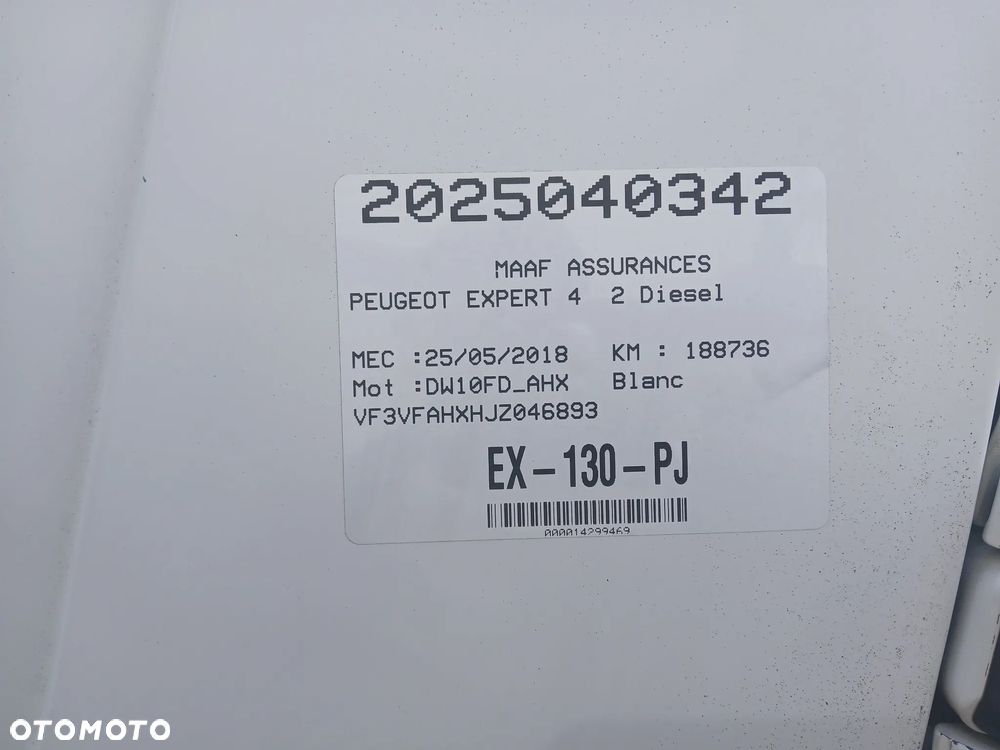 2025040342
MAAF ASSURANCES
PEUGEOT EXPERT 4  2 Diesel
MEC :25/05/2018   KM : 188736
Mot :DW10FD_AHX   Blanc
VF3VFAHXHJZ046893
EX-130-PJ
000014299469
OTOMOTO